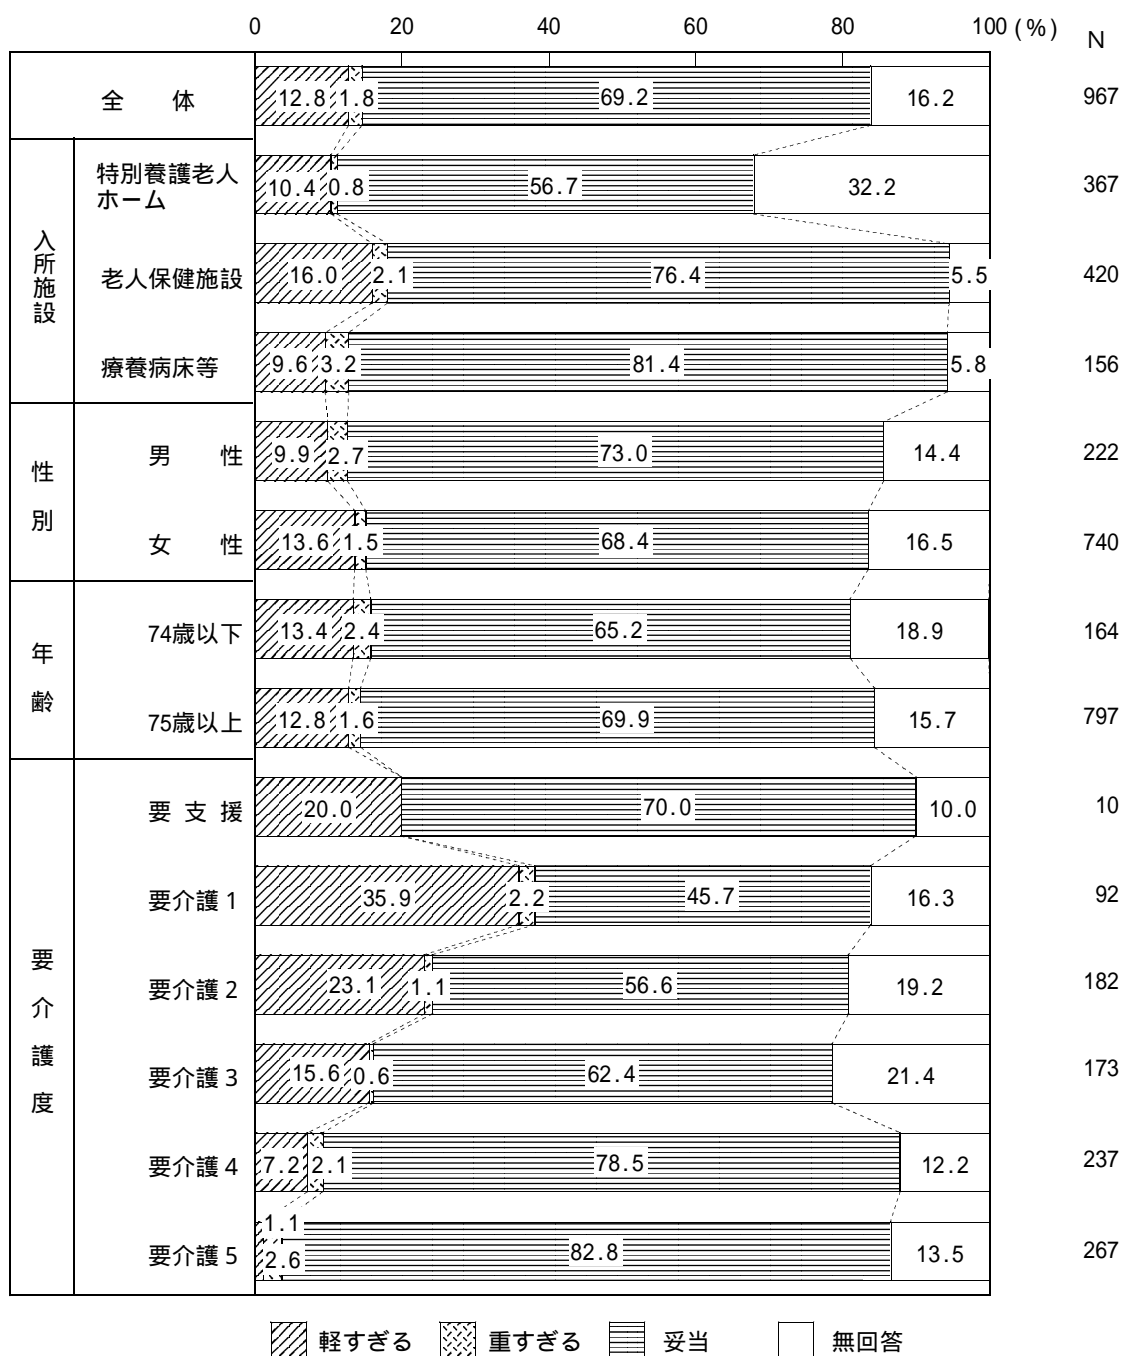 0 20 40 60 80 100 (%) N
全体 12.8 1.8 69.2 16.2 967
入所施設
特別養護老人
ホーム 10.4 0.8 56.7 32.2 367
老人保健施設 16.0 2.1 76.4 5.5 420
療養病床等 9.6 3.2 81.4 5.8 156
性別
男性 9.9 2.7 73.0 14.4 222
女性 13.6 1.5 68.4 16.5 740
年齢
74歳以下 13.4 2.4 65.2 18.9 164
75歳以上 12.8 1.6 69.9 15.7 797
要介護度
要支援 20.0 70.0 10.0 10
要介護1 35.9 2.2 45.7 16.3 92
要介護2 23.1 1.1 56.6 19.2 182
要介護3 15.6 0.6 62.4 21.4 173
要介護4 7.2 2.1 78.5 12.2 237
要介護5 1.1 2.6 82.8 13.5 267
軽すぎる 重すぎる 妥当 無回答